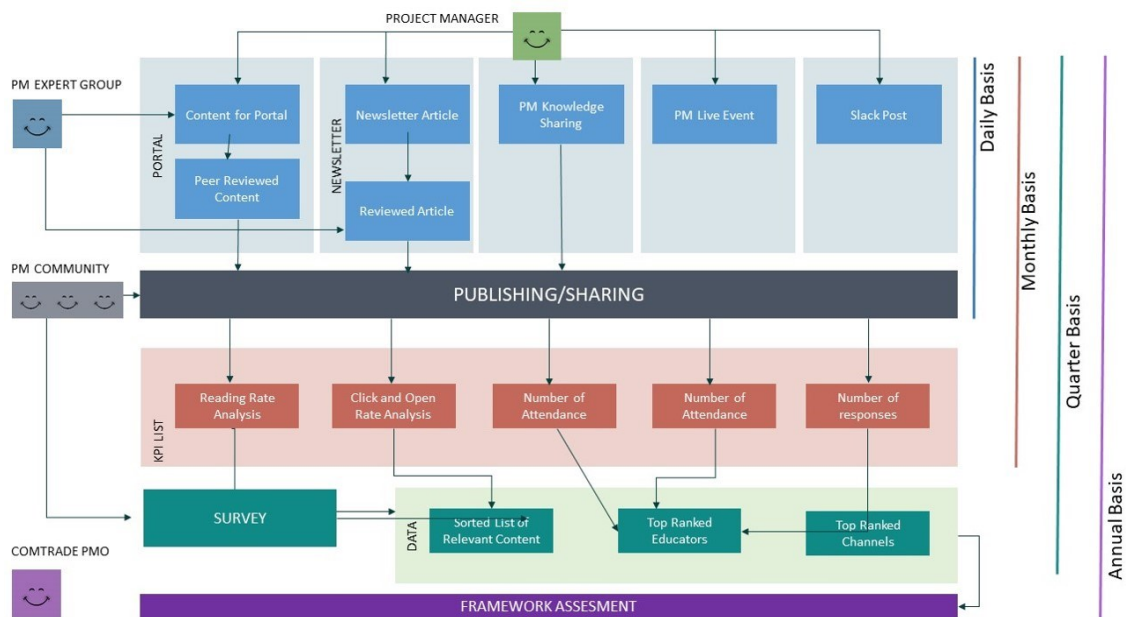 PROJECT MANAGER
PM EXPERT GROUP
Content for Portal
Newsletter Article
PM Knowledge
Sharing
PM Live Event
Slack Post
Daily Basis
PORTAL
Peer Reviewed
Content
NEWSLETTER
Reviewed Article
Monthly Basis
PM COMMUNITY
PUBLISHING/SHARING
Quarter Basis
Annual Basis
KPI LIST
Reading Rate
Analysis
Click and Open
Rate Analysis
Number of
Attendance
Number of
Attendance
Number of
responses
SURVEY
DATA
Sorted List of
Relevant Content
Top Ranked
Educators
Top Ranked
Channels
COMTRADE PMO
FRAMEWORK ASSESMENT